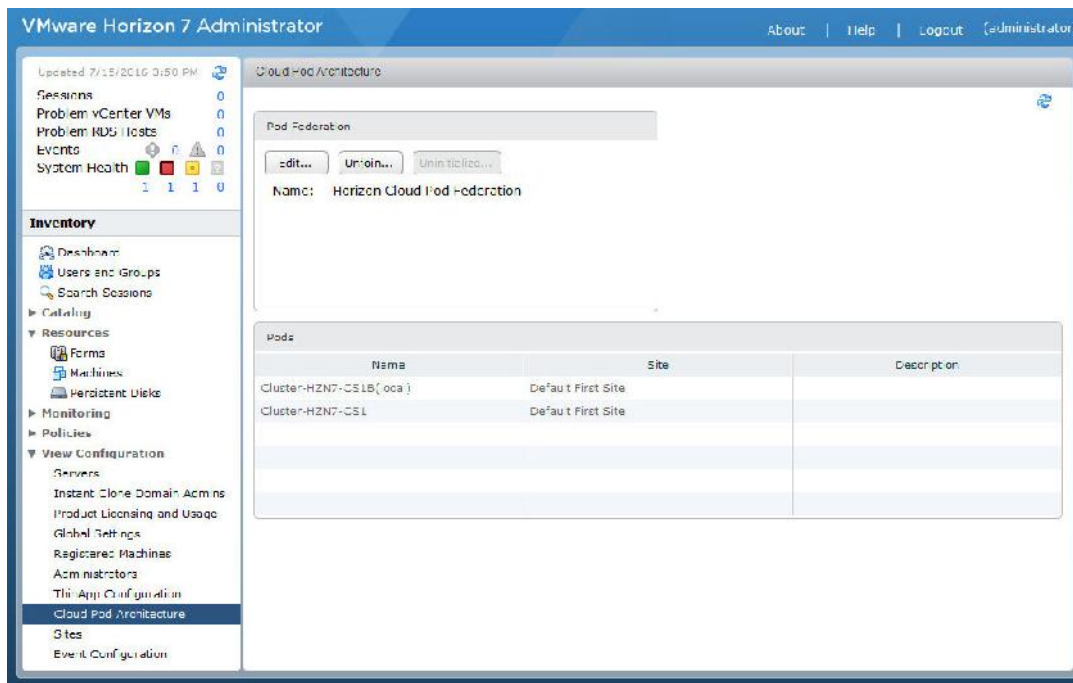 VMware Horizon 7 Administrator
About | Help | Logout (administrator
Updated 7/15/2016 3:50 PM
Sessions 0
Problem vCenter VMs 0
Problem RDS Hosts 0
Events 0 0
System Health
1 1 1 0
Inventory
Dashboard
Users and Groups
Search Sessions
Catalog
Resources
Farms
Machines
Persistent Disks
Monitoring
Policies
View Configuration
Servers
Instant Clone Domain Admins
Product Licensing and Usage
Global Settings
Registered Machines
Administrators
ThinApp Configuration
Cloud Pod Architecture
Sites
Event Configuration
Cloud Pod Architecture
Pod Federation
Edit... Unjoin... Uninitialize...
Name: Horizon Cloud Pod Federation
Pods
Name Site Description
Cluster-HZN7-CS1B(local) Default First Site
Cluster-HZN7-CS1 Default First Site